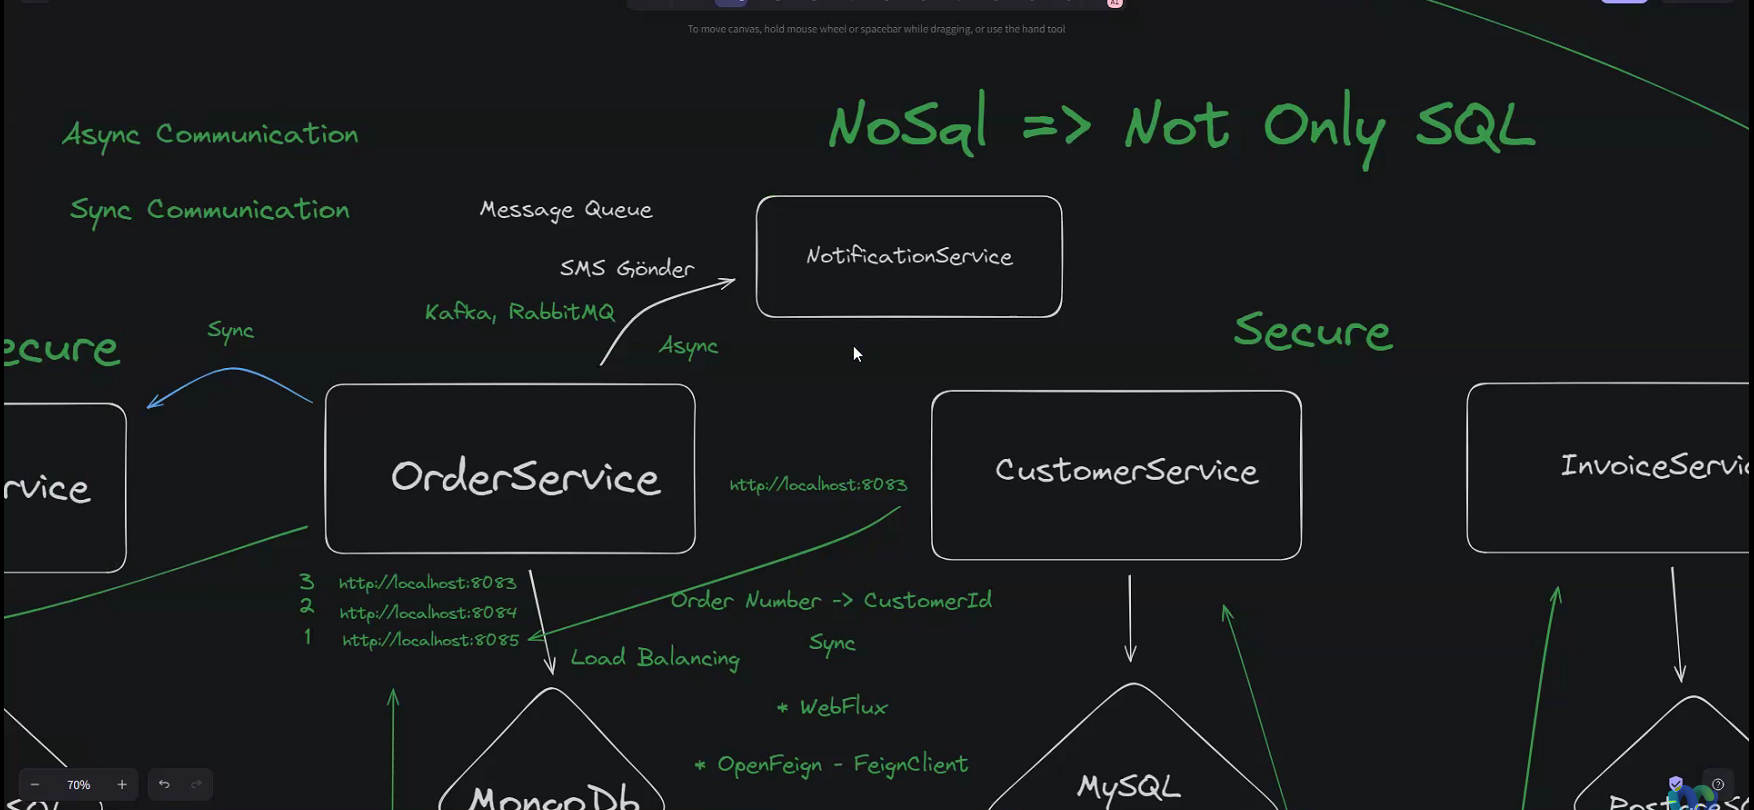 To move canvas, hold mouse wheel or spacebar while dragging, or use the hand tool
NoSql => Not Only SQL
Async Communication
Sync Communication
Message Queue
NotificationService
SMS Gönder
Kafka, RabbitMQ
Sync
Async
Secure
ecure
OrderService
CustomerService
InvoiceServic
rvice
http://localhost:8083
3 http://localhost:8083
2 http://localhost:8084
1 http://localhost:8085
Order Number -> CustomerId
Sync
Load Balancing
* WebFlux
* OpenFeign - FeignClient
MongoDb
MySQL
70%